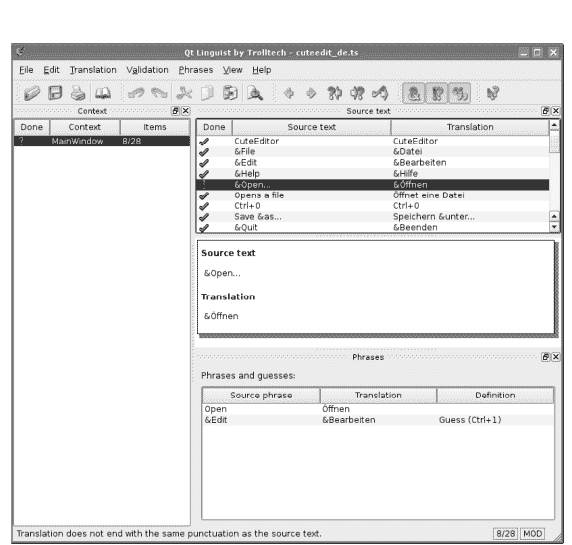 Qt Linguist by Trolltech - cuteedit_de.ts
File Edit Translation Validation Phrases View Help
Context
Done Context Items
? MainWindow 8/28
Source text
Done Source text Translation
CuteEditor CuteEditor
&File &Datei
&Edit &Bearbeiten
&Help &Hilfe
? &Open... &Öffnen
Opens a file Öffnet eine Datei
Ctrl+O Ctrl+O
Save &as... Speichern &unter...
&Quit &Beenden
Source text
&Open...
Translation
&Öffnen
Phrases
Phrases and guesses:
Source phrase Translation Definition
Open Öffnen
&Edit &Bearbeiten Guess (Ctrl+1)
Translation does not end with the same punctuation as the source text.
8/28 MOD